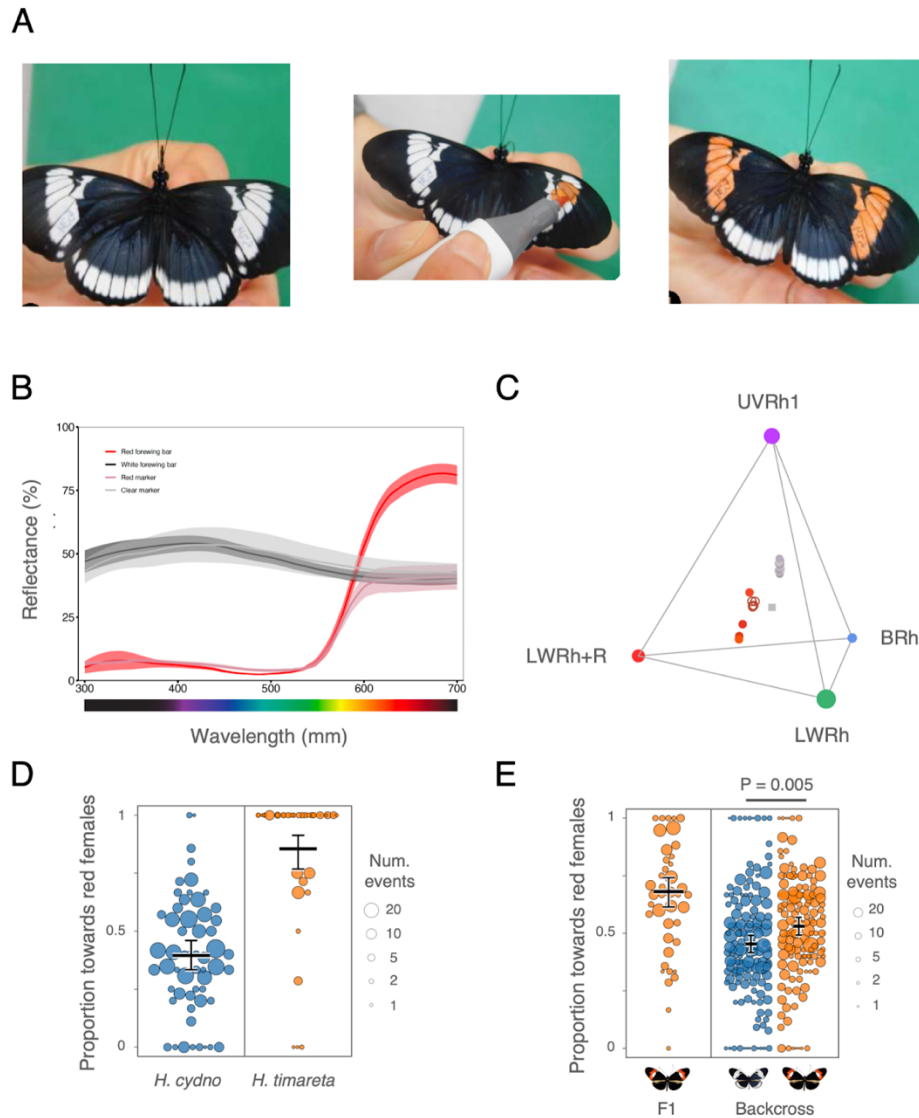 A
B
100
75
50
25
0
Reflectance (%)
Red forewing bar
White forewing bar
Red marker
Clear marker
300
400
500
600
700
Wavelength (mm)
C
UVRh1
LWRh+R
BRh
LWRh
D
Proportion towards red females
1
0.5
0
H. cydno
H. timareta
Num.
events
20
10
5
2
1
E
P = 0.005
Proportion towards red females
1
0.5
0
F1
Backcross
Num.
events
20
10
5
2
1